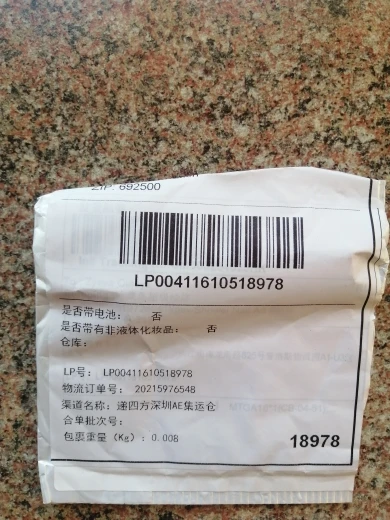 ZIP: 692500
LP00411610518978
是否带电池: 否
是否带有非液体化妆品: 否
仓库:
LP号: LP00411610518978
物流订单号: 20215976548
渠道名称: 递四方深圳AE集运仓
合单批次号:
包裹重量 (Kg): 0.008
18978